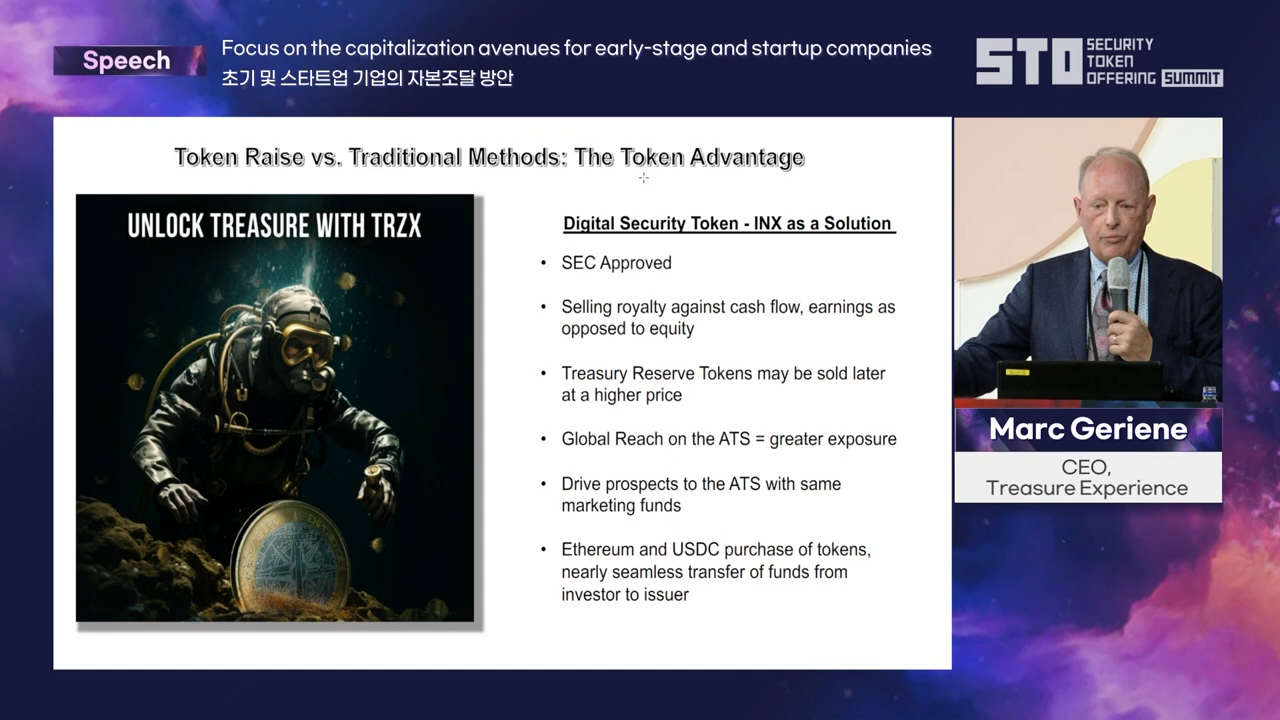 Speech
Focus on the capitalization avenues for early-stage and startup companies
초기 및 스타트업 기업의 자본조달 방안
STO
SECURITY
TOKEN
OFFERING SUMMIT
Token Raise vs. Traditional Methods: The Token Advantage
UNLOCK TREASURE WITH TRZX
Digital Security Token - INX as a Solution
• SEC Approved
• Selling royalty against cash flow, earnings as
opposed to equity
• Treasury Reserve Tokens may be sold later
at a higher price
• Global Reach on the ATS = greater exposure
• Drive prospects to the ATS with same
marketing funds
• Ethereum and USDC purchase of tokens,
nearly seamless transfer of funds from
investor to issuer
Marc Geriene
CEO,
Treasure Experience